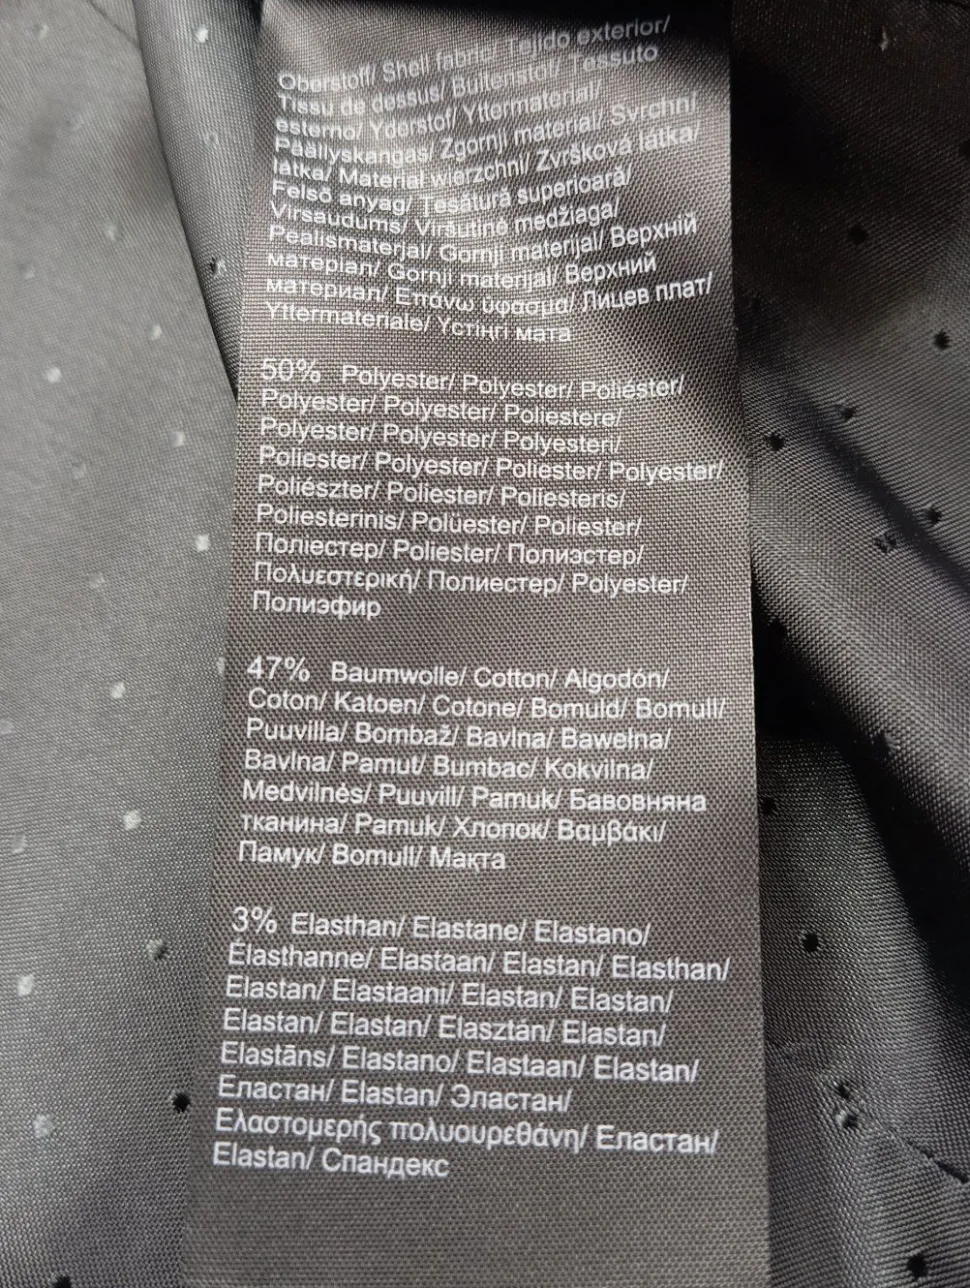 Oberstoff/ Shell fabric/ Tejido exterior/
Tissu de dessus/ Buitenstof/ Tessuto
esterno/ Yderstof/ Yttermaterial/
Päällyskangas/ Zgornji material/ Svrchní
látka/ Materiał wierzchni/ Zvršková látka/
Felső anyag/ Ţesătură superioară/
Virsaudums/ Viršutinė medžiaga/
Pealismaterjal/ Gornji materijal/ Верхній
матеріал/ Gornji materijal/ Верхний
материал/ Επάνω ύφασμα/ Лицев плат/
Yttermateriale/ Үстіңгі мата
50% Polyester/ Polyester/ Poliéster/
Polyester/ Polyester/ Poliestere/
Polyester/ Polyester/ Polyesteri/
Poliester/ Polyester/ Poliester/ Polyester/
Poliészter/ Poliester/ Poliesteris/
Poliesterinis/ Polüester/ Poliester/
Поліестер/ Poliester/ Полиэстер/
Πολυεστερική/ Полиестер/ Polyester/
Полиэфир
47% Baumwolle/ Cotton/ Algodón/
Coton/ Katoen/ Cotone/ Bomuld/ Bomull/
Puuvilla/ Bombaž/ Bavlna/ Bawełna/
Bavlna/ Pamut/ Bumbac/ Kokvilna/
Medvilnės/ Puuvill/ Pamuk/ Бавовняна
тканина/ Pamuk/ Хлопок/ Βαμβάκι/
Памук/ Bomull/ Мақта
3% Elasthan/ Elastane/ Elastano/
Élasthanne/ Elastaan/ Elastan/ Elasthan/
Elastan/ Elastaani/ Elastan/ Elastan/
Elastan/ Elastan/ Elasztán/ Elastan/
Elastāns/ Elastano/ Elastaan/ Elastan/
Еластан/ Elastan/ Эластан/
Ελαστομερής πολυουρεθάνη/ Еластан/
Elastan/ Спандекс